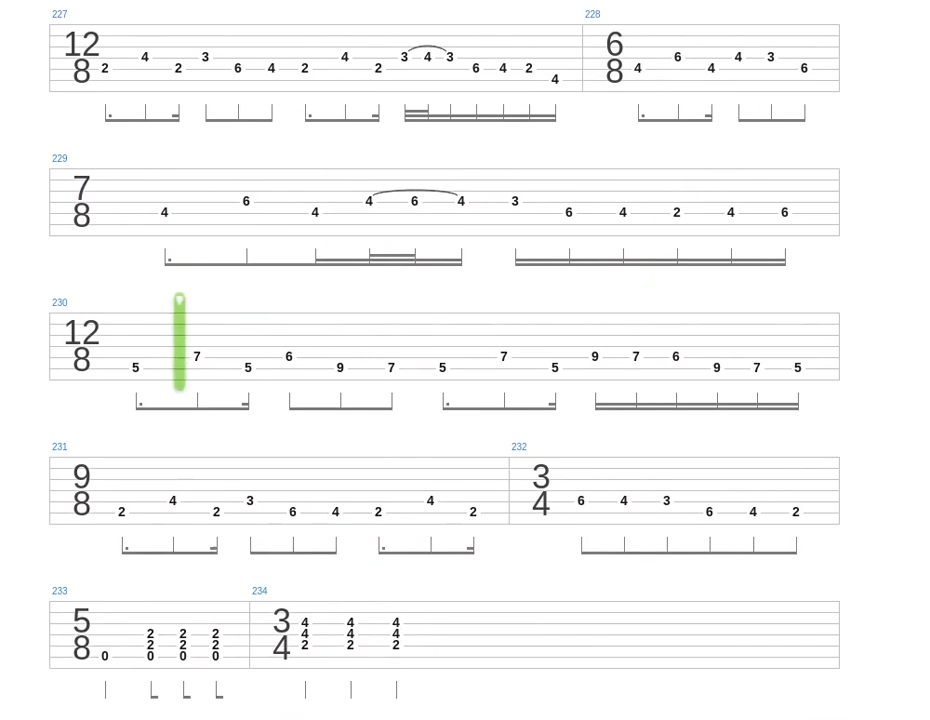 227 228
12 6
8 8
4 3 4 3 4 3 6 4 3
2 2 6 4 2 2 6 4 2 4 4 6
4
229
7
8
6 4 6 4 3
4 4 6 4 2 4 6
230
12
8
7 6 7 9 7 6
5 5 9 7 5 5 9 7 5
231 232
9 3
8 4
4 3 4 6 4 3
2 2 6 4 2 2 6 4 2
233 234
5 3
8 4
4 4 4
2 2 2 4 4 4
2 2 2 2 2 2
0 0 0 0